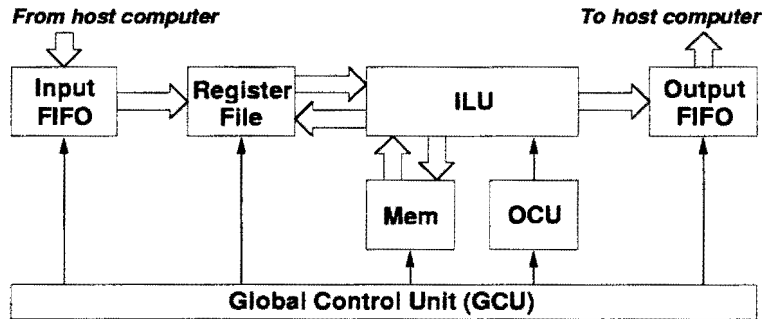 From host computer
To host computer
Input
FIFO
Register
File
ILU
Output
FIFO
Mem
OCU
Global Control Unit (GCU)